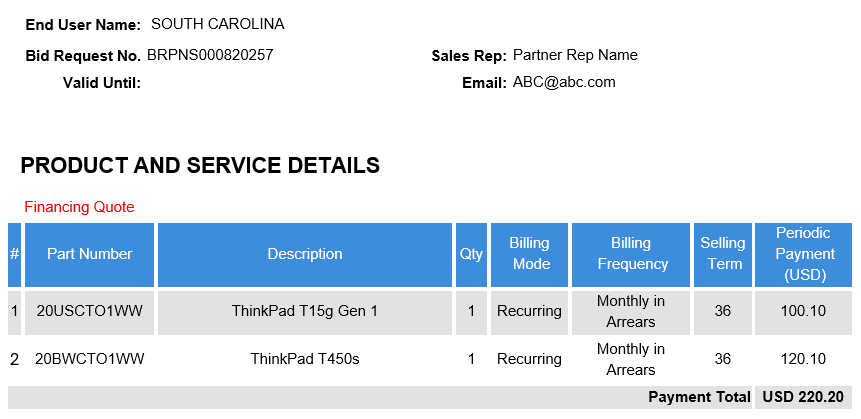 End User Name: SOUTH CAROLINA
Bid Request No. BRPNS000820257 Sales Rep: Partner Rep Name
Valid Until: Email: ABC@abc.com
PRODUCT AND SERVICE DETAILS
Financing Quote
# Part Number Description Qty Billing Mode Billing Frequency Selling Term Periodic Payment (USD)
1 20USCTO1WW ThinkPad T15g Gen 1 1 Recurring Monthly in Arrears 36 100.10
2 20BWCTO1WW ThinkPad T450s 1 Recurring Monthly in Arrears 36 120.10
Payment Total USD 220.20